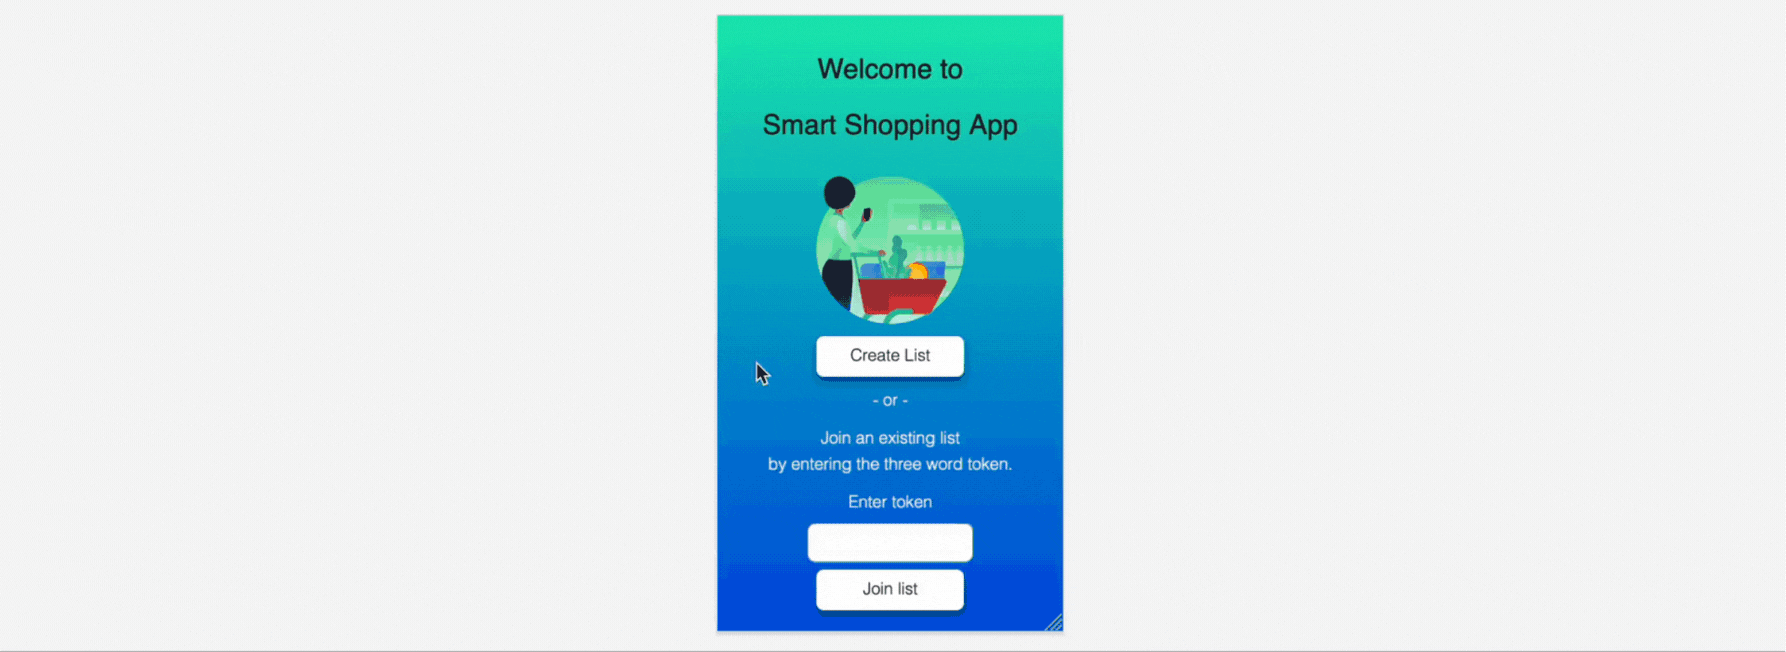 Welcome to
Smart Shopping App
Create List
- or -
Join an existing list
by entering the three word token.
Enter token
Join list